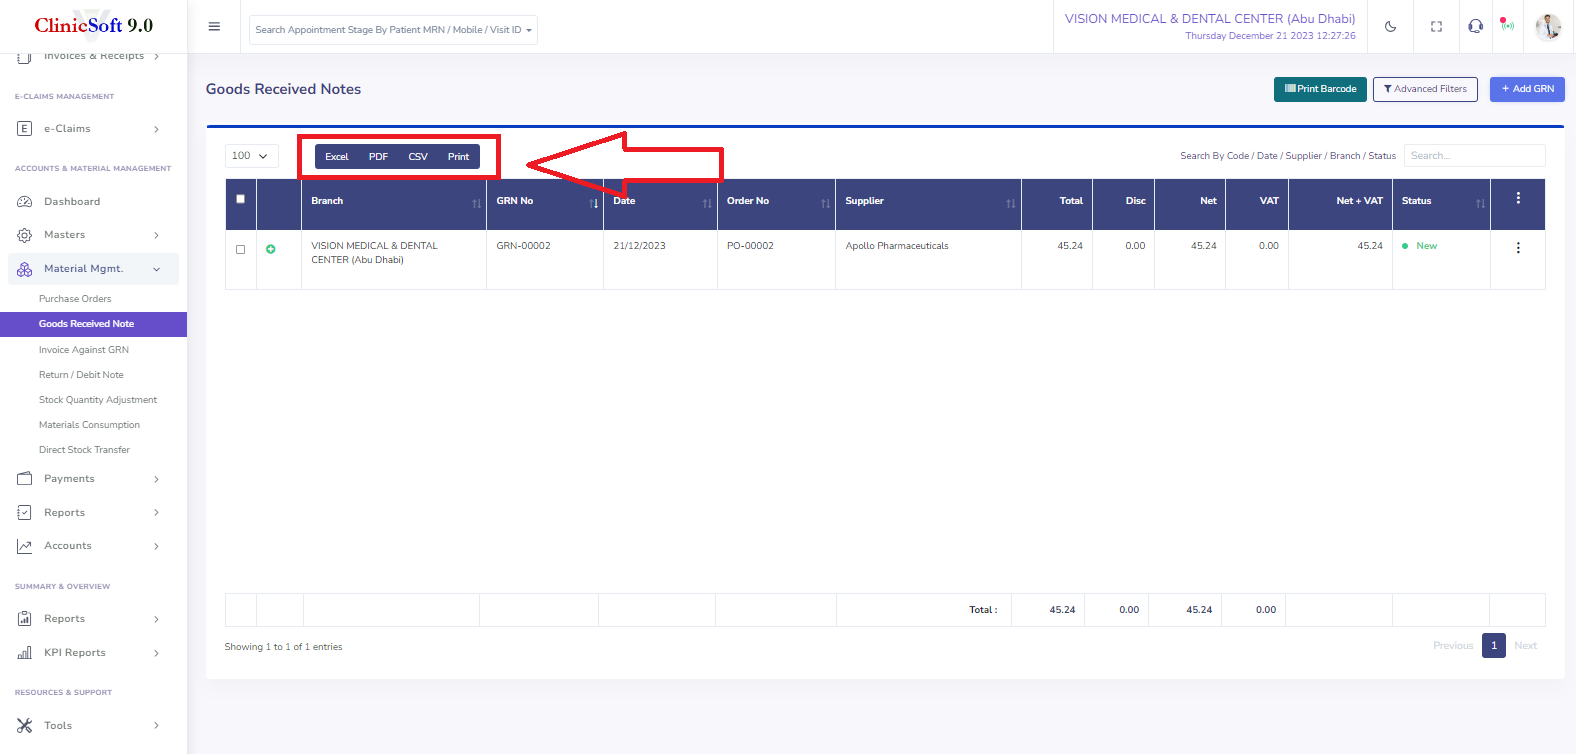 ClinicSoft 9.0
Search Appointment Stage By Patient MRN / Mobile / Visit ID
VISION MEDICAL & DENTAL CENTER (Abu Dhabi)
Thursday December 21 2023 12:27:26
Invoices & Receipts
E-CLAIMS MANAGEMENT
e-Claims
ACCOUNTS & MATERIAL MANAGEMENT
Dashboard
Masters
Material Mgmt.
Purchase Orders
Goods Received Note
Invoice Against GRN
Return / Debit Note
Stock Quantity Adjustment
Materials Consumption
Direct Stock Transfer
Payments
Reports
Accounts
SUMMARY & OVERVIEW
Reports
KPI Reports
RESOURCES & SUPPORT
Tools
Goods Received Notes
Print Barcode
Advanced Filters
+ Add GRN
100
Excel PDF CSV Print
Search By Code / Date / Supplier / Branch / Status
Search...
Branch GRN No Date Order No Supplier Total Disc Net VAT Net + VAT Status
VISION MEDICAL & DENTAL GRN-00002 21/12/2023 PO-00002 Apollo Pharmaceuticals 45.24 0.00 45.24 0.00 45.24 New
CENTER (Abu Dhabi)
Total : 45.24 0.00 45.24 0.00
Showing 1 to 1 of 1 entries
Previous 1 Next